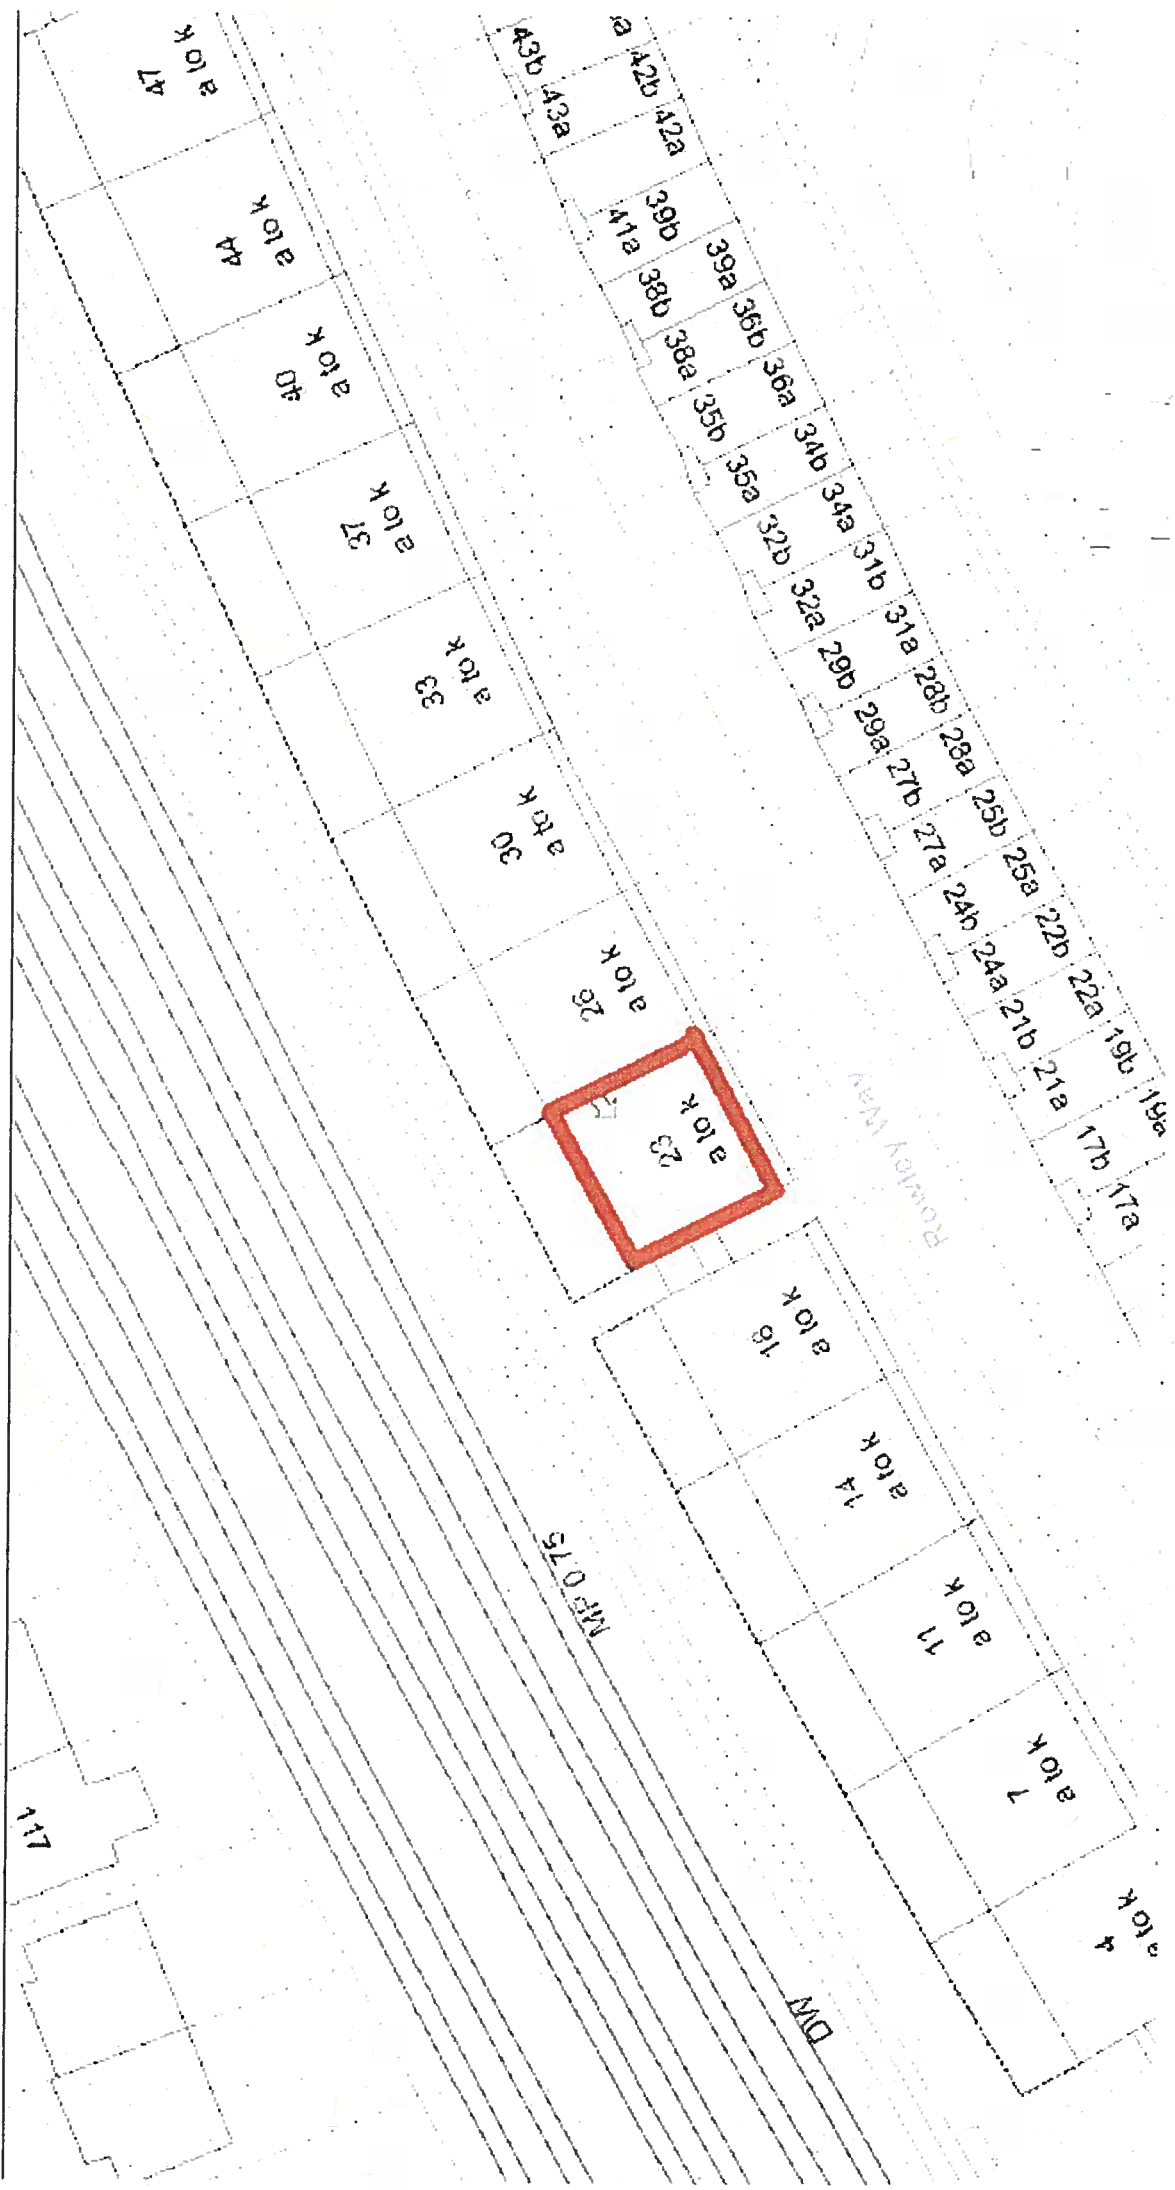 47
a to k
44
a to k
40
a to k
37
a to k
33
a to k
30
a to k
26
a to k
23
a to k
16
a to k
14
a to k
11
a to k
7
a to k
4
a to k
43b
43a
a
42b
42a
41a
39b
39a
38b
38a
36b
36a
35b
35a
34b
34a
32b
32a
31b
31a
29b
29a
28b
28a
27b
27a
25b
25a
24b
24a
22b
22a
21b
21a
19b
19a
17b
17a
Rowley Way
MP 0.75
DW
117